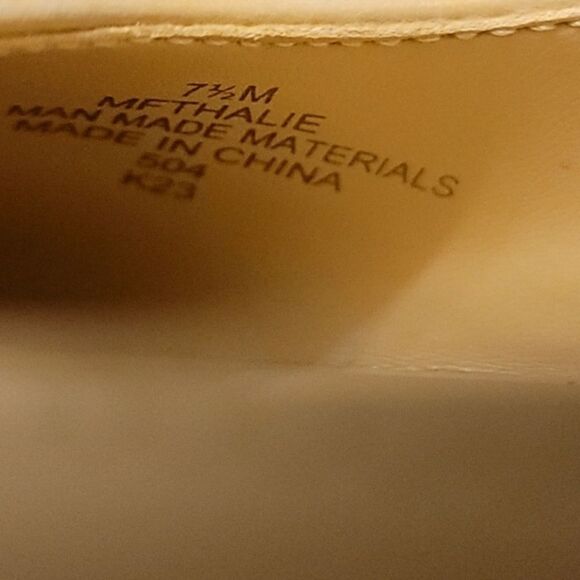 7½M
MFTHALIE
MAN MADE MATERIALS
MADE IN CHINA
504
K23